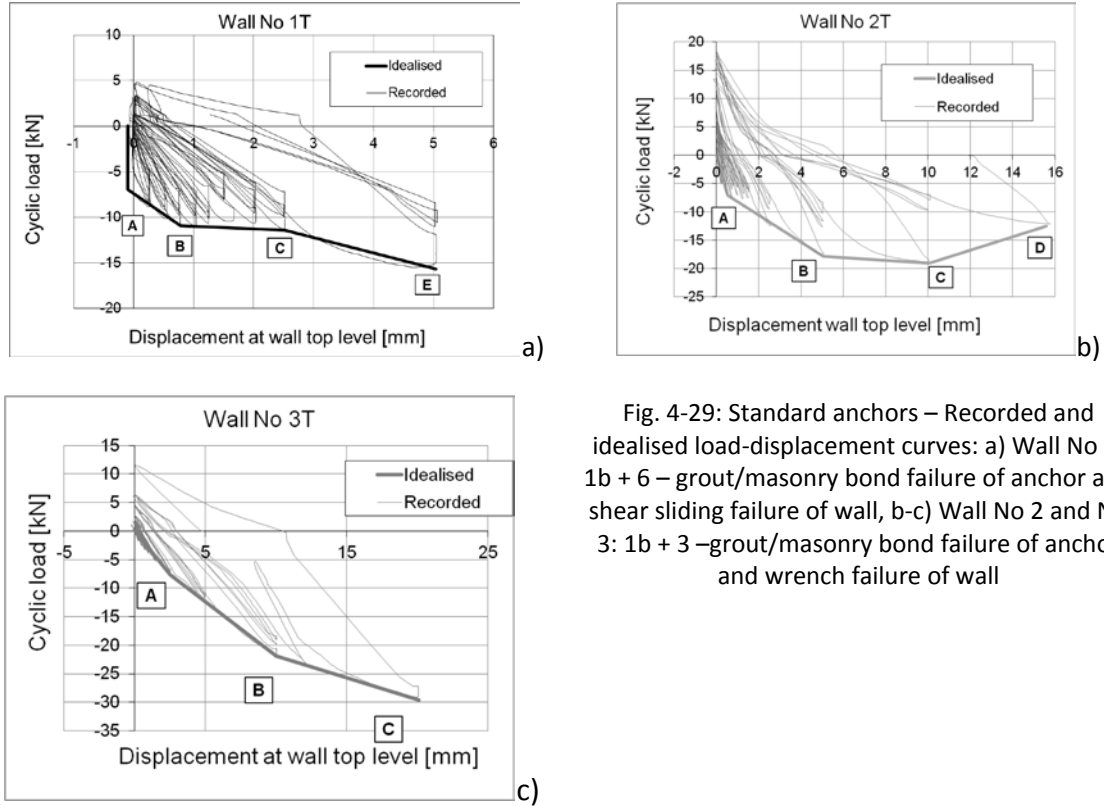 Wall No 1T
Cyclic load [kN]
10
5
0
-5
-10
-15
-20
-1 0 1 2 3 4 5 6
Idealised
Recorded
A
B
C
E
Displacement at wall top level [mm]
a)
Wall No 2T
Cyclic load [kN]
20
15
10
5
0
-5
-10
-15
-20
-25
-2 0 2 4 6 8 10 12 14 16
Idealised
Recorded
A
B
C
D
Displacement wall top level [mm]
b)
Wall No 3T
Cyclic load [kN]
15
10
5
0
-5
-10
-15
-20
-25
-30
-35
-5 5 15 25
Idealised
Recorded
A
B
C
Displacement at wall top level [mm]
c)
Fig. 4-29: Standard anchors – Recorded and
idealised load-displacement curves: a) Wall No
1b + 6 – grout/masonry bond failure of anchor
shear sliding failure of wall, b-c) Wall No 2 and
3: 1b + 3 –grout/masonry bond failure of
and wrench failure of wall